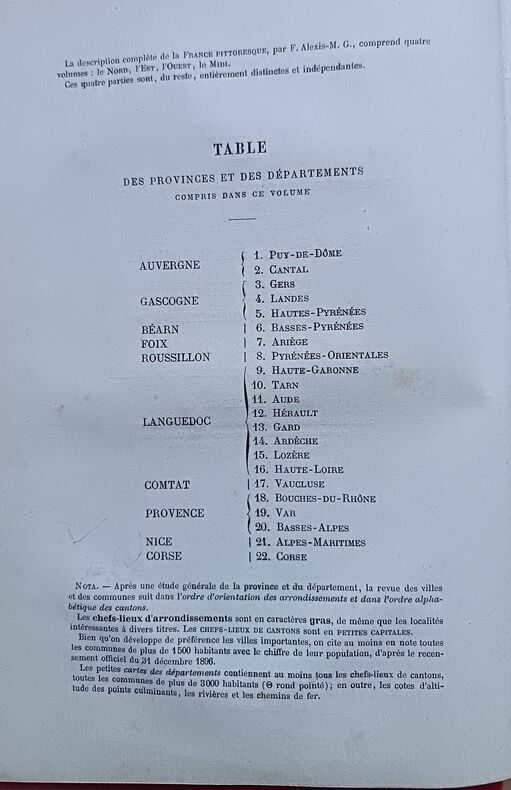 La description complète de la FRANCE PITTORESQUE, par F. Alexis-M. G., comprend quatre
volumes : le NORD, l'EST, l'OUEST, le MIDI.
Ces quatre parties sont, du reste, entièrement distinctes et indépendantes.
TABLE
DES PROVINCES ET DES DÉPARTEMENTS
COMPRIS DANS CE VOLUME
AUVERGNE
1. PUY-DE-DÔME
2. CANTAL
GASCOGNE
3. GERS
4. LANDES
5. HAUTES-PYRÉNÉES
BÉARN
6. BASSES-PYRÉNÉES
FOIX
7. ARIÈGE
ROUSSILLON
8. PYRÉNÉES-ORIENTALES
LANGUEDOC
9. HAUTE-GARONNE
10. TARN
11. AUDE
12. HÉRAULT
13. GARD
14. ARDÈCHE
15. LOZÈRE
16. HAUTE-LOIRE
COMTAT
17. VAUCLUSE
PROVENCE
18. BOUCHES-DU-RHÔNE
19. VAR
20. BASSES-ALPES
NICE
21. ALPES-MARITIMES
CORSE
22. CORSE
NOTA. — Après une étude générale de la province et du département, la revue des villes
et des communes suit dans l'ordre d'orientation des arrondissements et dans l'ordre alpha-
bétique des cantons.
Les chefs-lieux d'arrondissements sont en caractères gras, de même que les localités
intéressantes à divers titres. Les CHEFS-LIEUX DE CANTONS sont en PETITES CAPITALES.
Bien qu'on développe de préférence les villes importantes, on cite au moins en note toutes
les communes de plus de 1500 habitants avec le chiffre de leur population, d'après le recen-
sement officiel du 31 décembre 1896.
Les petites cartes des départements contiennent au moins tous les chefs-lieux de cantons,
toutes les communes de plus de 3000 habitants (ʘ rond pointé); en outre, les cotes d'alti-
tude des points culminants, les rivières et les chemins de fer.